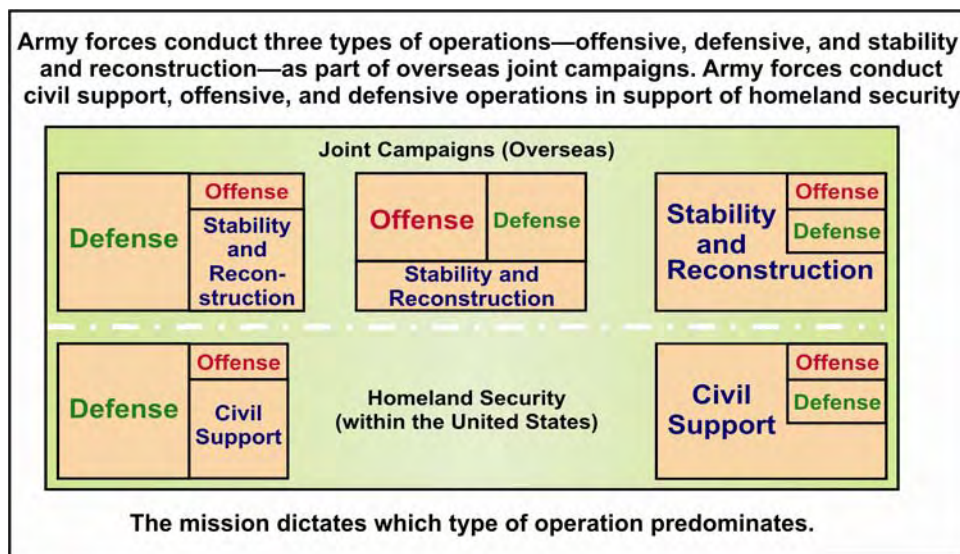 Army forces conduct three types of operations—offensive, defensive, and stability
and reconstruction—as part of overseas joint campaigns. Army forces conduct
civil support, offensive, and defensive operations in support of homeland security
Joint Campaigns (Overseas)
Defense
Offense
Stability
and
Recon-
struction
Offense
Defense
Stability and
Reconstruction
Stability
and
Reconstruction
Offense
Defense
Defense
Offense
Civil
Support
Homeland Security
(within the United States)
Civil
Support
Offense
Defense
The mission dictates which type of operation predominates.